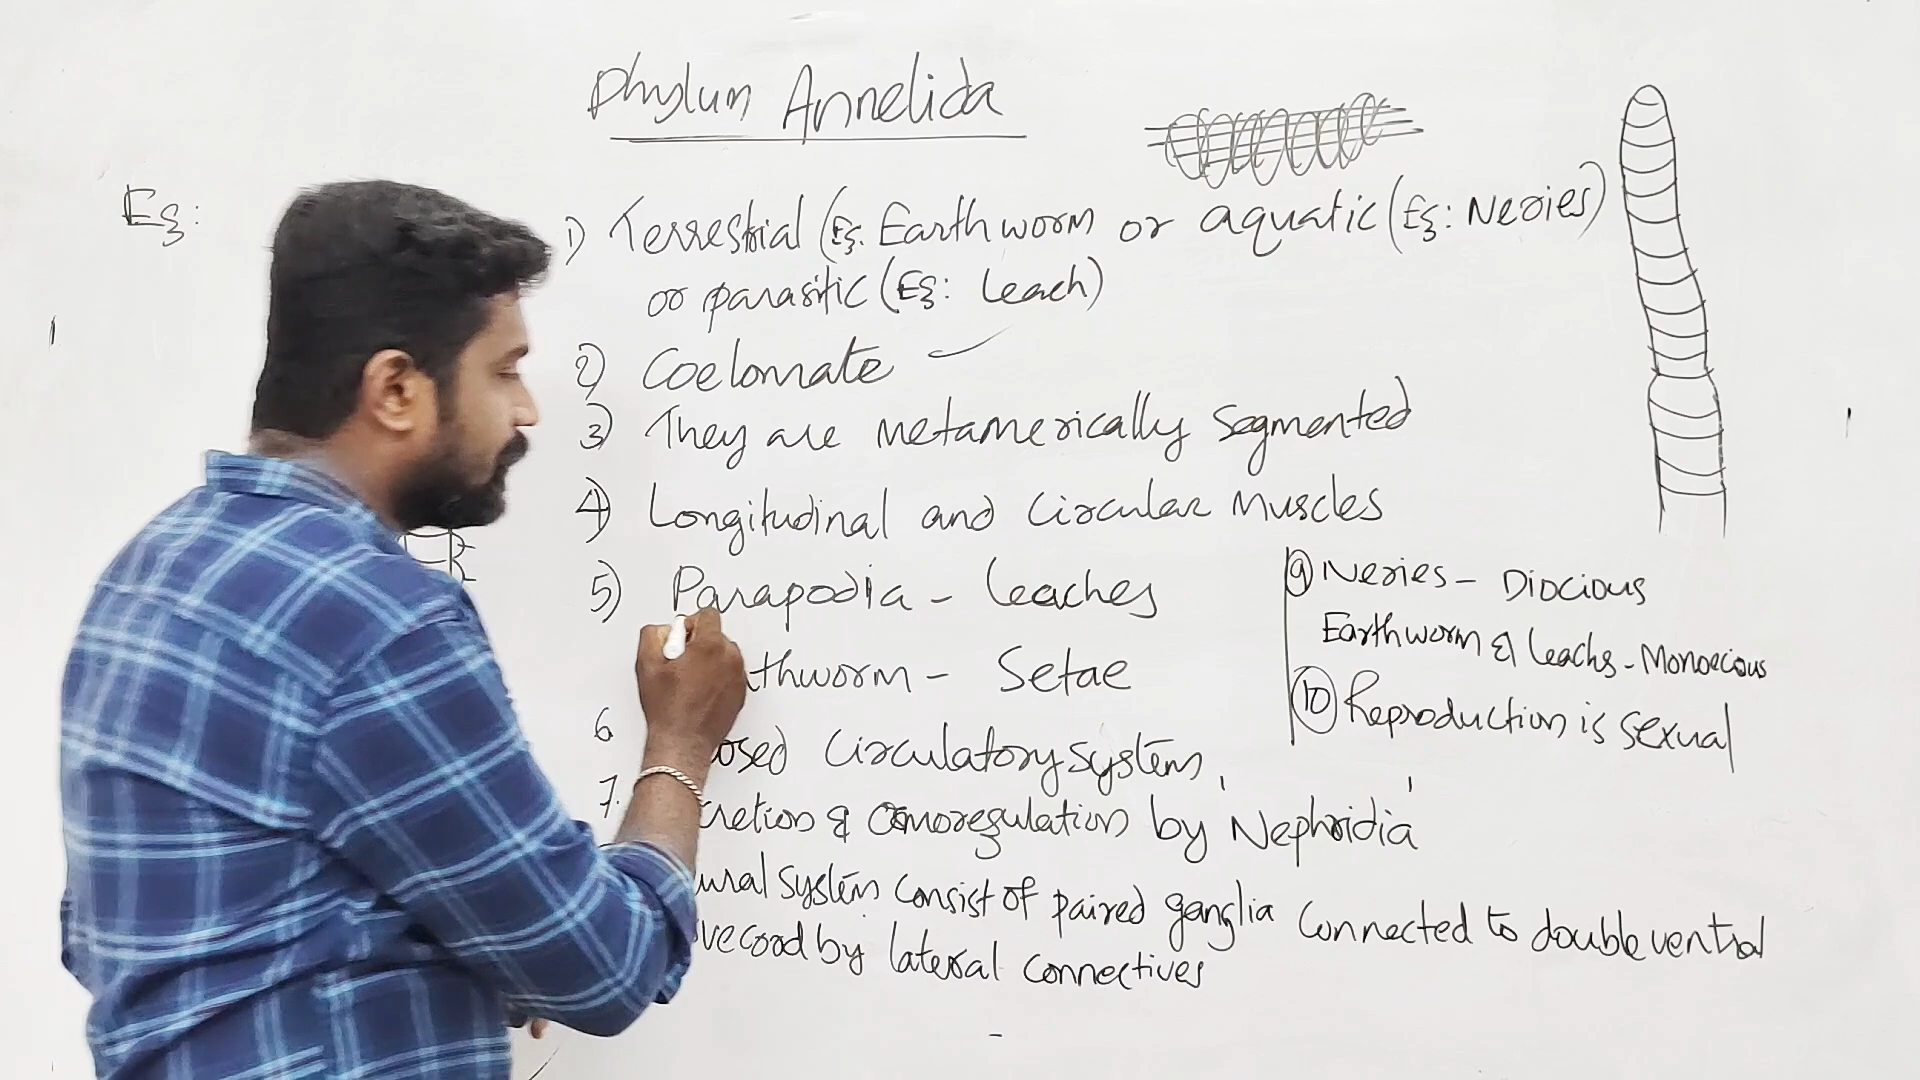 Phylum Annelida
Eg:
1) Terrestrial (Eg. Earthworm or aquatic (Eg: Neries)
or parasitic (Eg: Leach)
2) Coelomate
3) They are metamerically segmented
4) Longitudinal and Circular Muscles
5) Parapodia - Leaches
thworm - Setae
6 osed Circulatory system
7. cretion & Osmoregulation by Nephridia
ural system consist of paired ganglia connected to double ventral
ve cord by lateral connectives
9 Neries - Diocious
Earthworm & Leachs - Monoecious
10 Reproduction is sexual